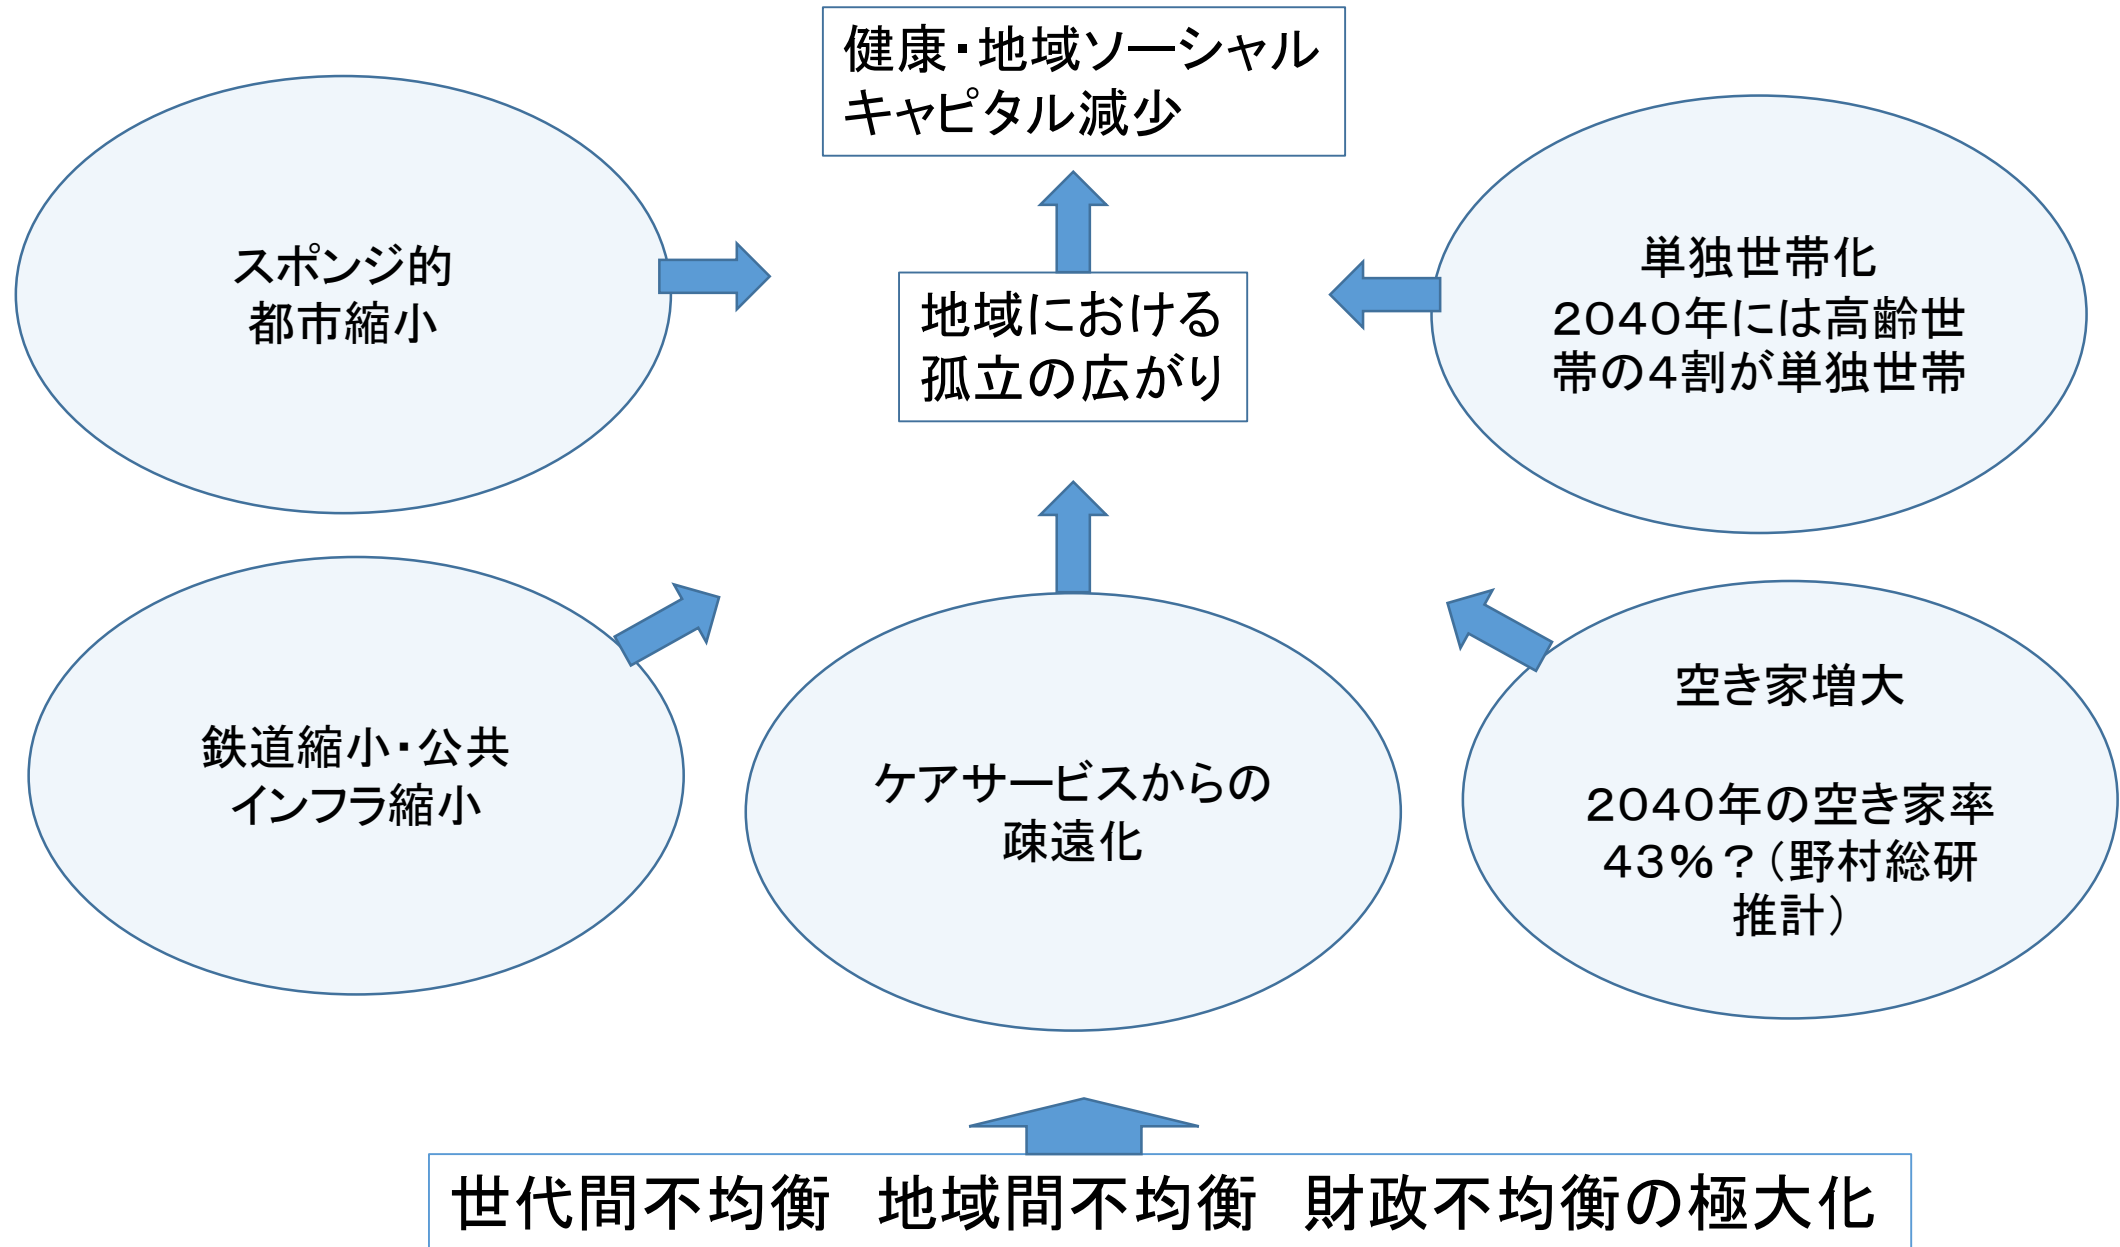 健康・地域ソーシャル
キャピタル減少
スポンジ的
都市縮小
地域における
孤立の広がり
単独世帯化
２０４０年には高齢世
帯の４割が単独世帯
鉄道縮小・公共
インフラ縮小
ケアサービスからの
疎遠化
空き家増大
２０４０年の空き家率
４３％？（野村総研
推計）
世代間不均衡　地域間不均衡　財政不均衡の極大化